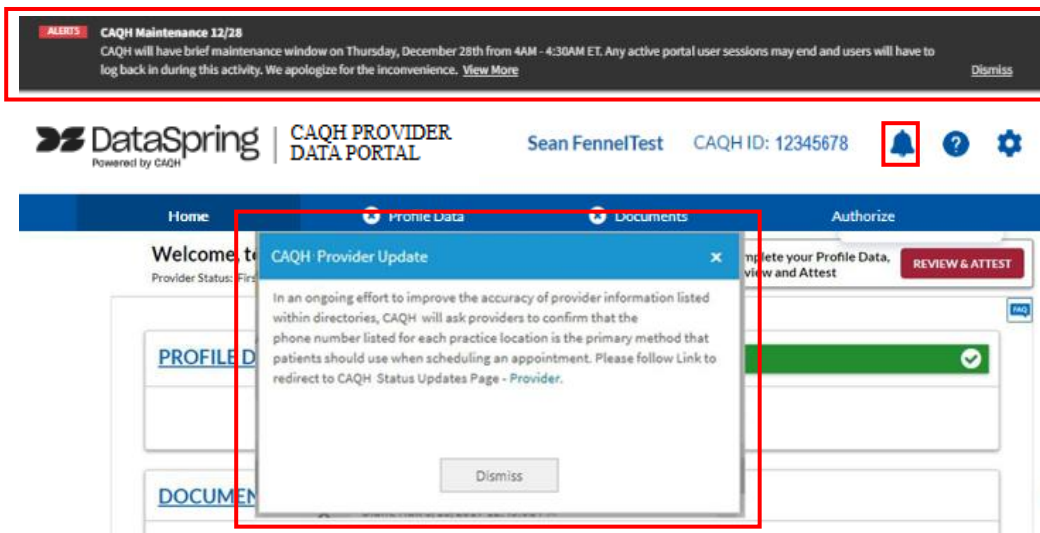 ALERTS CAQH Maintenance 12/28
CAQH will have brief maintenance window on Thursday, December 28th from 4AM - 4:30AM ET. Any active portal user sessions may end and users will have to
log back in during this activity. We apologize for the inconvenience. View More Dismiss
DataSpring CAQH PROVIDER
DATA PORTAL
Powered by CAQH
Sean FennelTest CAQH ID: 12345678
Home Profile Data Documents Authorize
Welcome, t
Provider Status: Firs
CAQH Provider Update
mplete your Profile Data,
view and Attest
REVIEW & ATTEST
FAQ
In an ongoing effort to improve the accuracy of provider information listed
within directories, CAQH will ask providers to confirm that the
phone number listed for each practice location is the primary method that
patients should use when scheduling an appointment. Please follow Link to
redirect to CAQH Status Updates Page - Provider.
PROFILE D
Dismiss
DOCUMEN